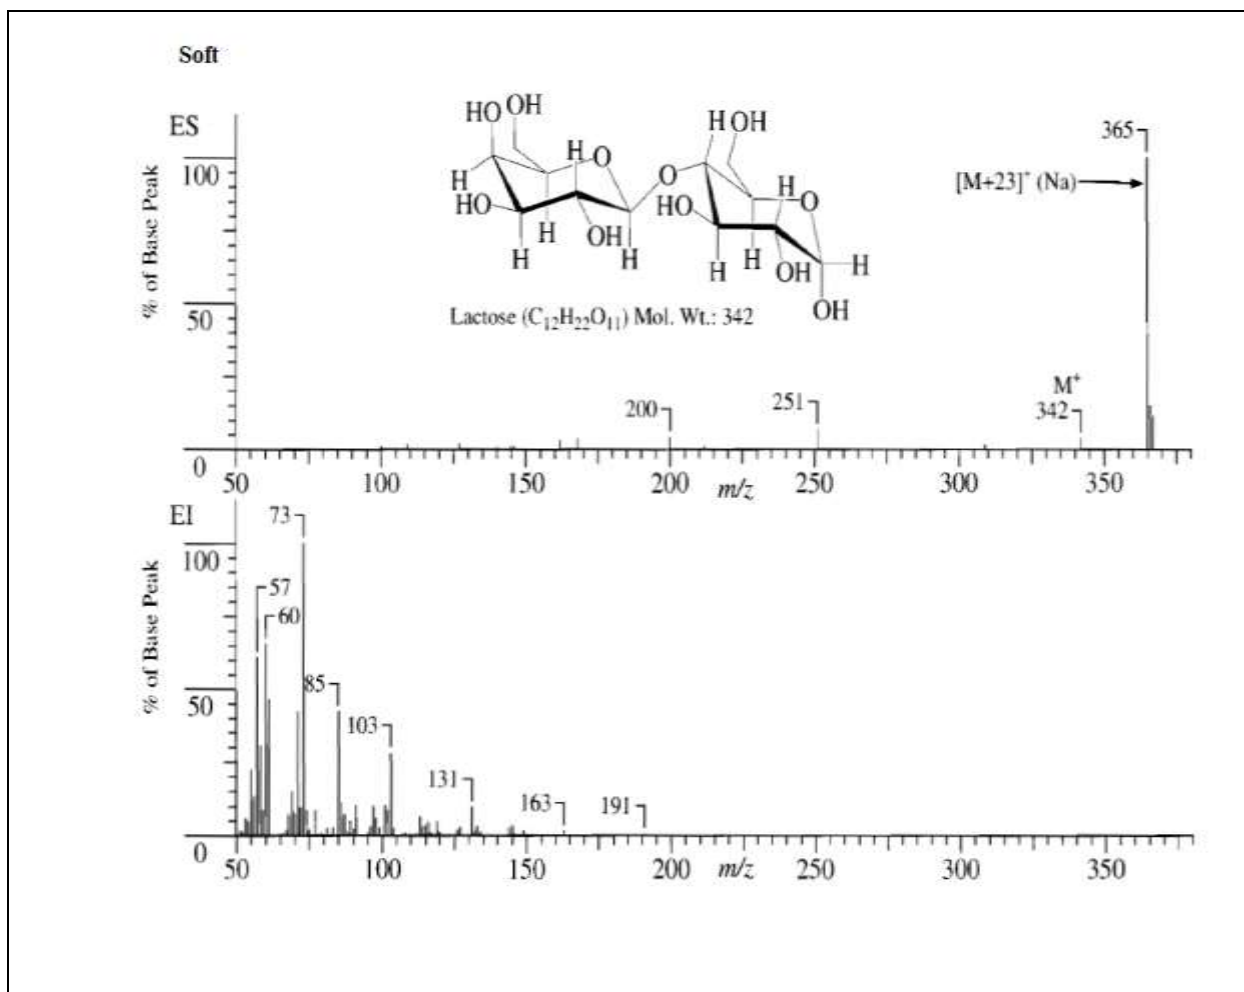 Soft
ES
% of Base Peak
100
50
0
HO OH
H O
H
HO
H
OH
H
H
O
H OH
HO
H O
H
H
OH
H
OH
Lactose (C₁₂H₂₂O₁₁) Mol. Wt.: 342
365
[M+23]⁺ (Na)
200
251
M⁺
342
50 100 150 200 m/z 250 300 350
EI
% of Base Peak
100
50
0
73
57
60
85
103
131
163
191
50 100 150 200 m/z 250 300 350